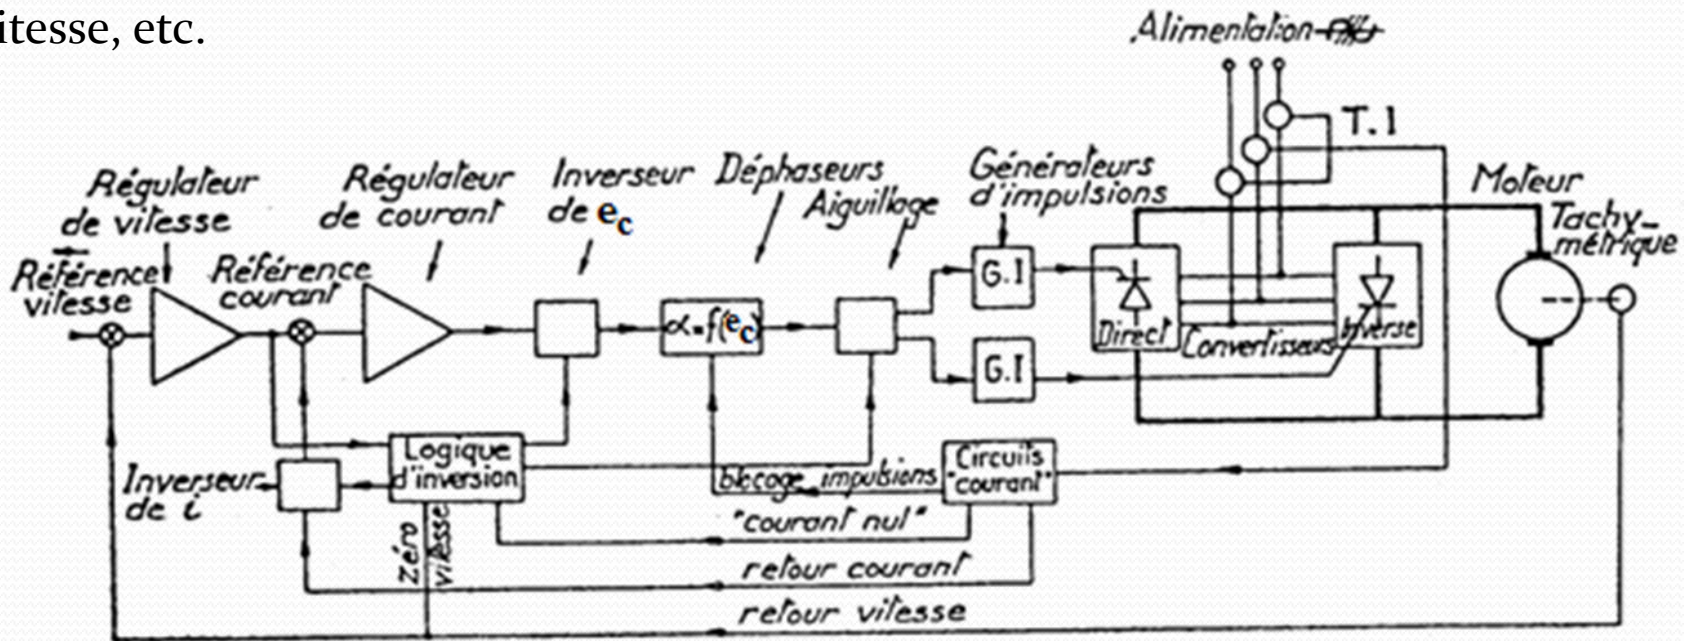 itesse, etc.
Alimentation
T.I
Régulateur
de vitesse
Régulateur
de courant
Inverseur
de ec
Déphaseurs
Aiguillage
Générateurs
d'impulsions
Moteur
Tachy-
métrique
Référence
vitesse
Référence
courant
α=f(ec)
G.I
G.I
Direct
Convertisseurs
Inverse
Logique
d'inversion
Circuits
"courant"
blocage impulsions
Inverseur
de i
"courant nul"
zéro
vitesse
retour courant
retour vitesse